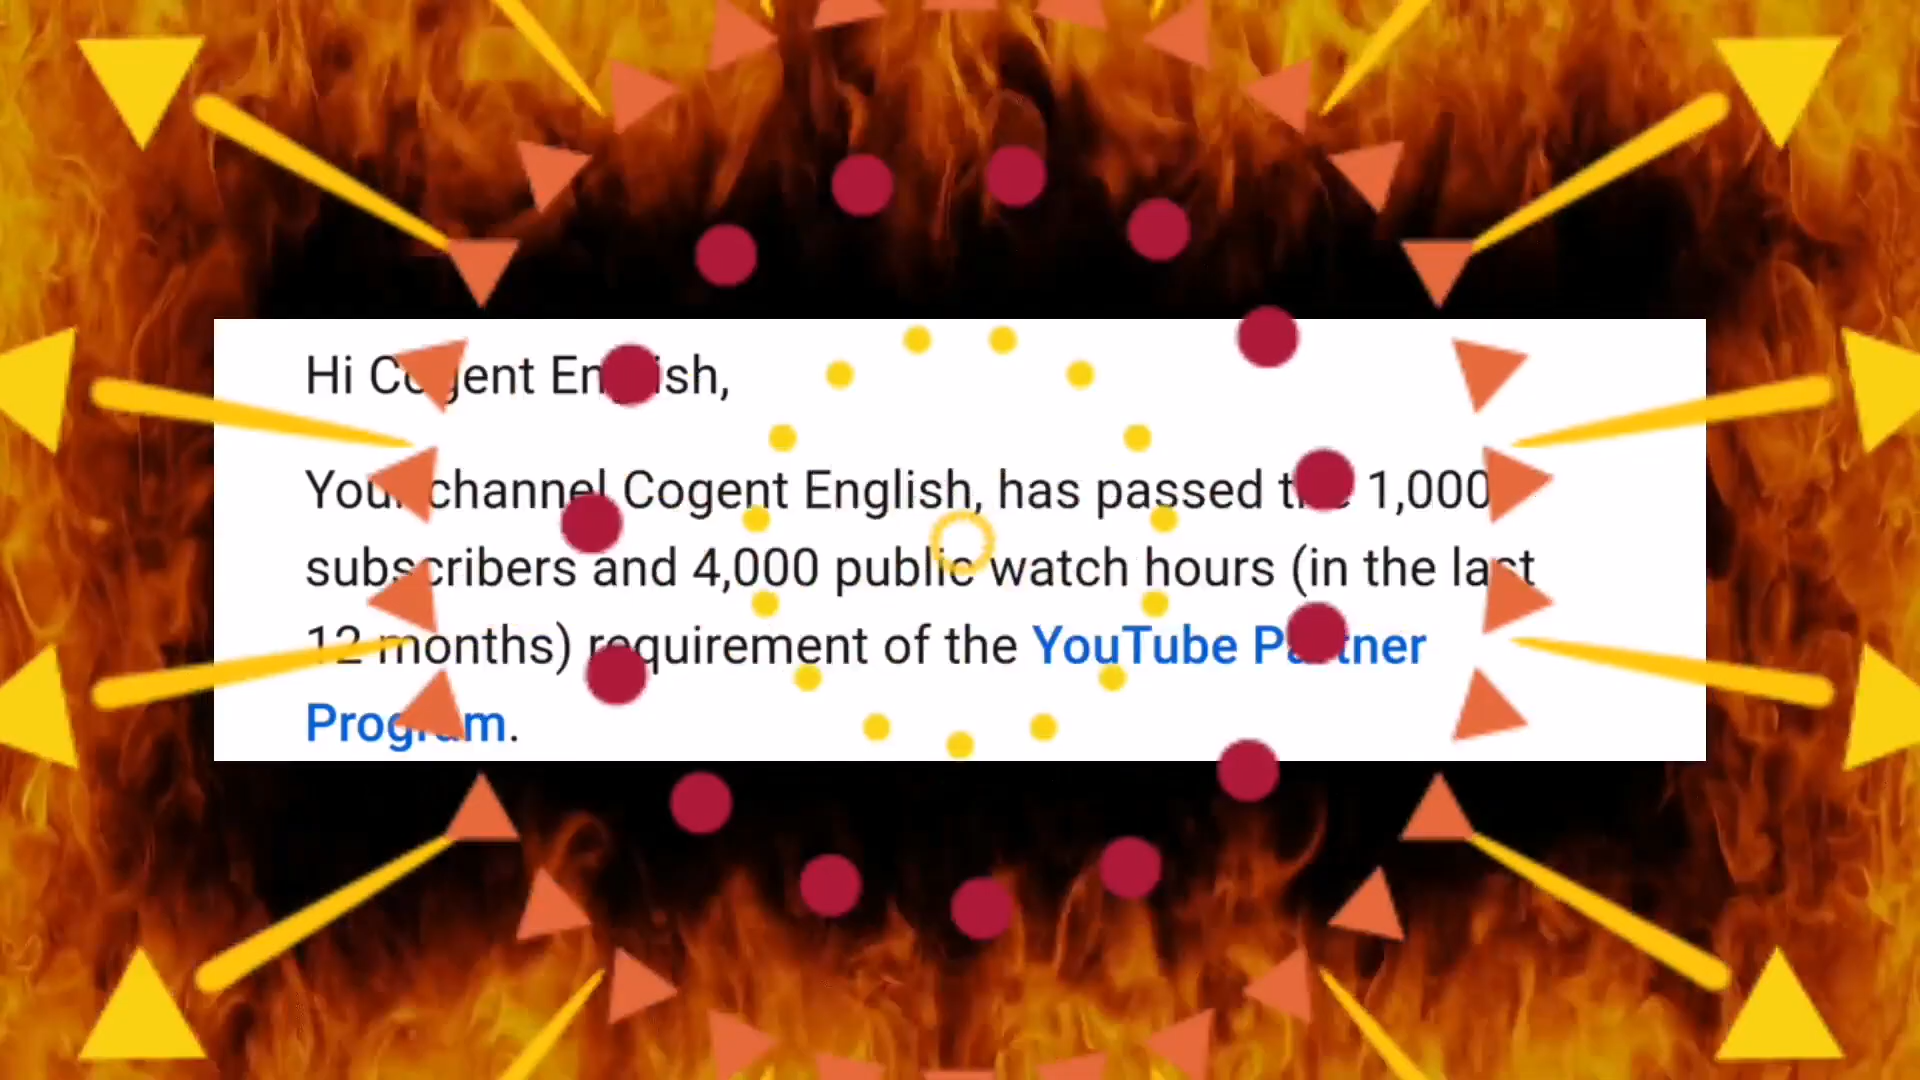 Hi Cogent English,
Your channel Cogent English, has passed the 1,000
subscribers and 4,000 public watch hours (in the last
12 months) requirement of the YouTube Partner
Program.